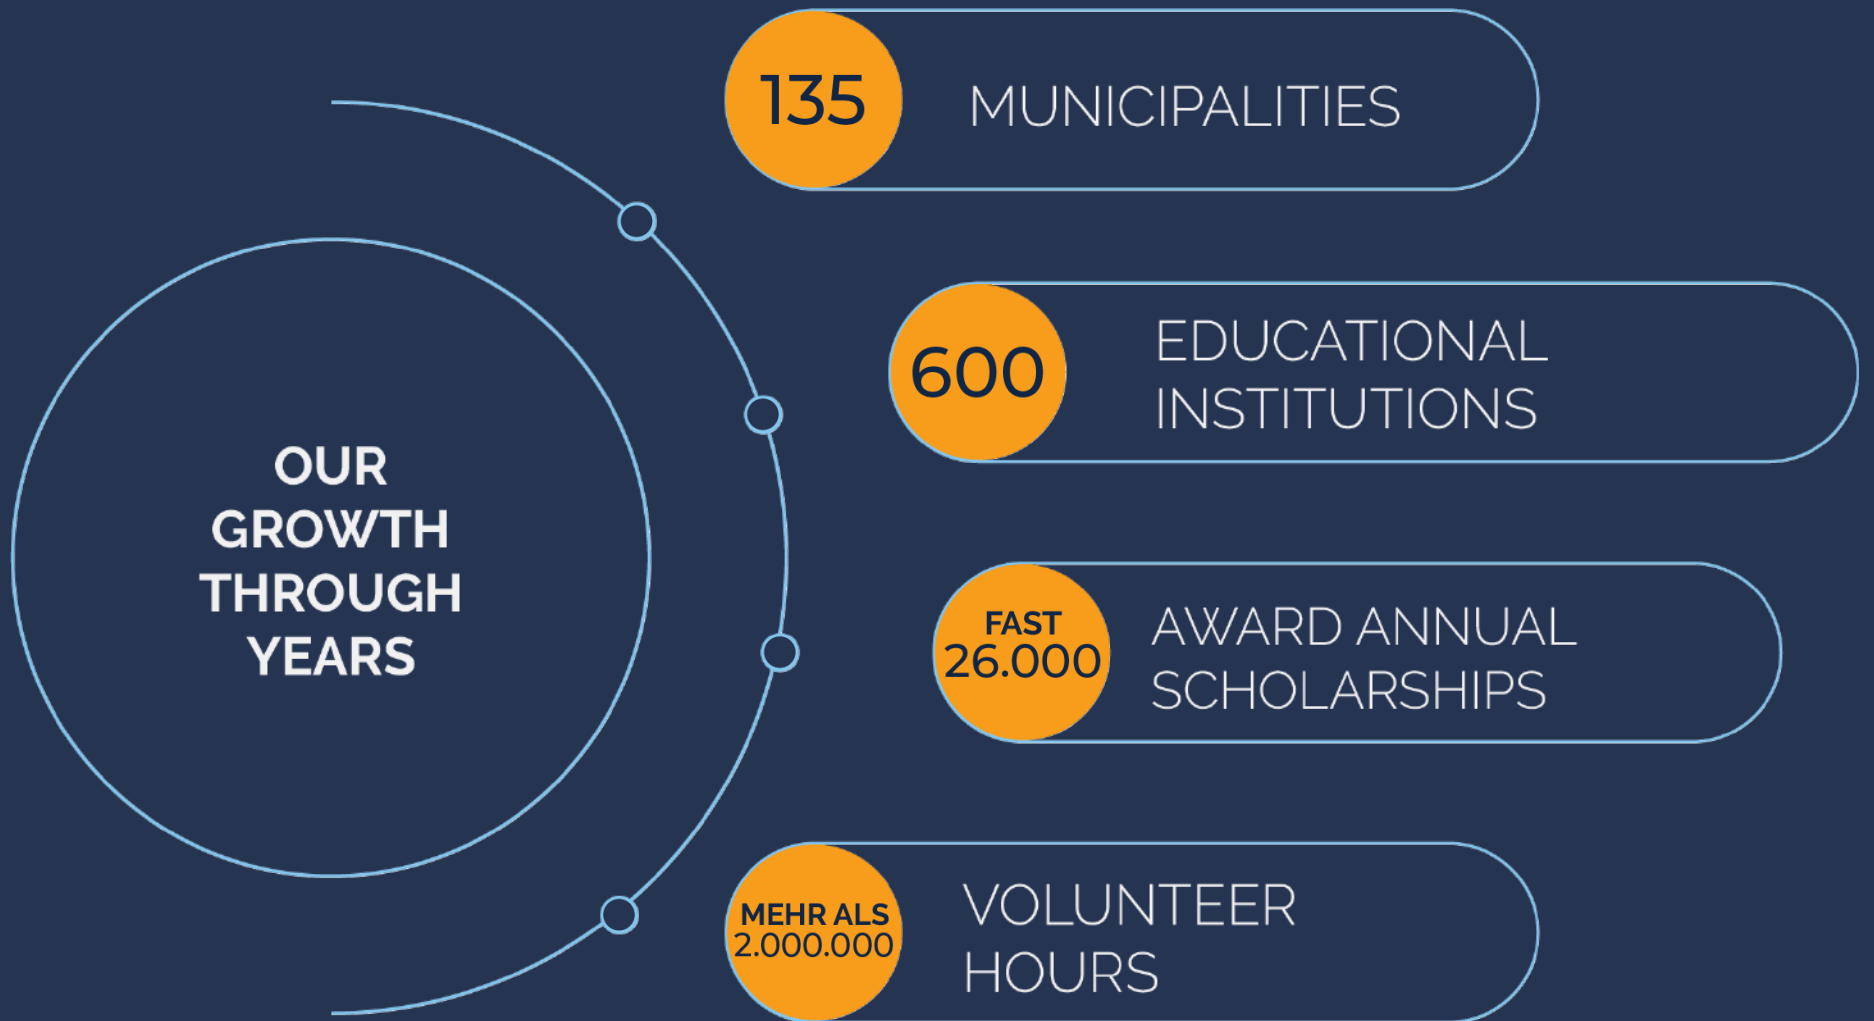 OUR
GROWTH
THROUGH
YEARS
135
MUNICIPALITIES
600
EDUCATIONAL
INSTITUTIONS
FAST
26.000
AWARD ANNUAL
SCHOLARSHIPS
MEHR ALS
2.000.000
VOLUNTEER
HOURS